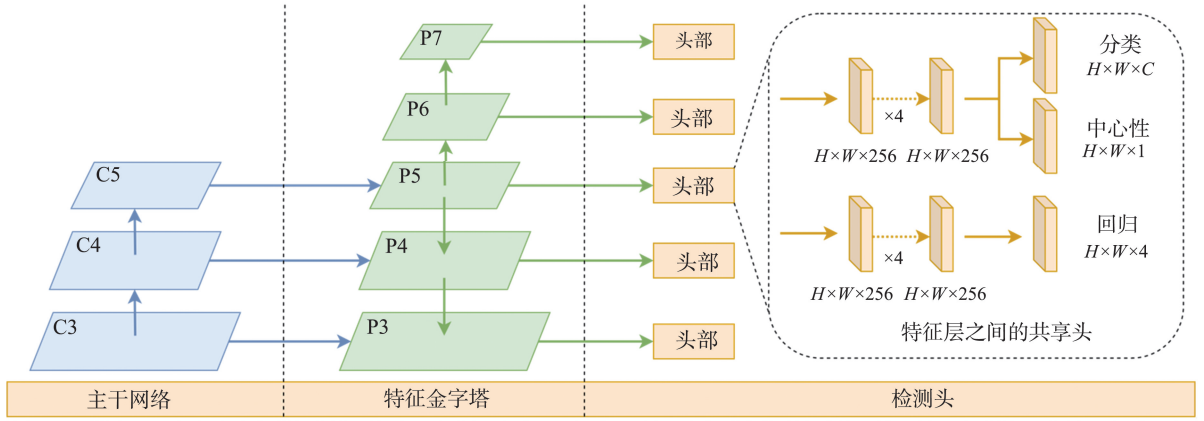 P7
头部
P6
头部
C5
P5
头部
C4
P4
头部
C3
P3
头部
分类
H×W×C
×4
H×W×256
H×W×256
中心性
H×W×1
回归
H×W×4
×4
H×W×256
H×W×256
特征层之间的共享头
主干网络
特征金字塔
检测头